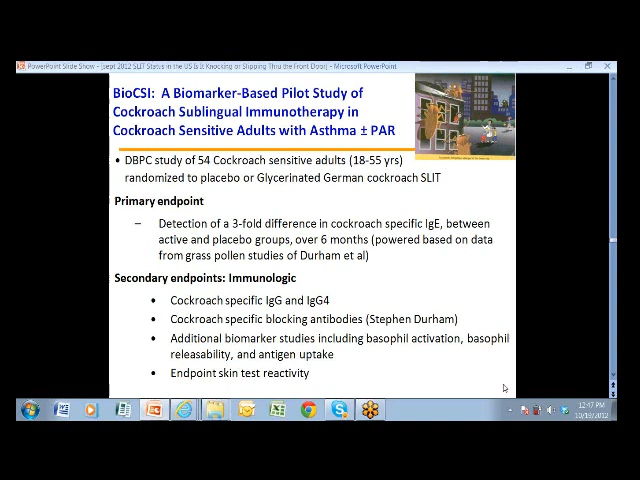 PowerPoint Slide Show - [sept 2012 SLIT Status in the US Is It Knocking or Slipping Thru the Front Door] - Microsoft PowerPoint
BioCSI: A Biomarker-Based Pilot Study of
Cockroach Sublingual Immunotherapy in
Cockroach Sensitive Adults with Asthma ± PAR
• DBPC study of 54 Cockroach sensitive adults (18-55 yrs)
randomized to placebo or Glycerinated German cockroach SLIT
Primary endpoint
– Detection of a 3-fold difference in cockroach specific IgE, between
active and placebo groups, over 6 months (powered based on data
from grass pollen studies of Durham et al)
Secondary endpoints: Immunologic
• Cockroach specific IgG and IgG4
• Cockroach specific blocking antibodies (Stephen Durham)
• Additional biomarker studies including basophil activation, basophil
releasability, and antigen uptake
• Endpoint skin test reactivity
12:47 PM
10/19/2012